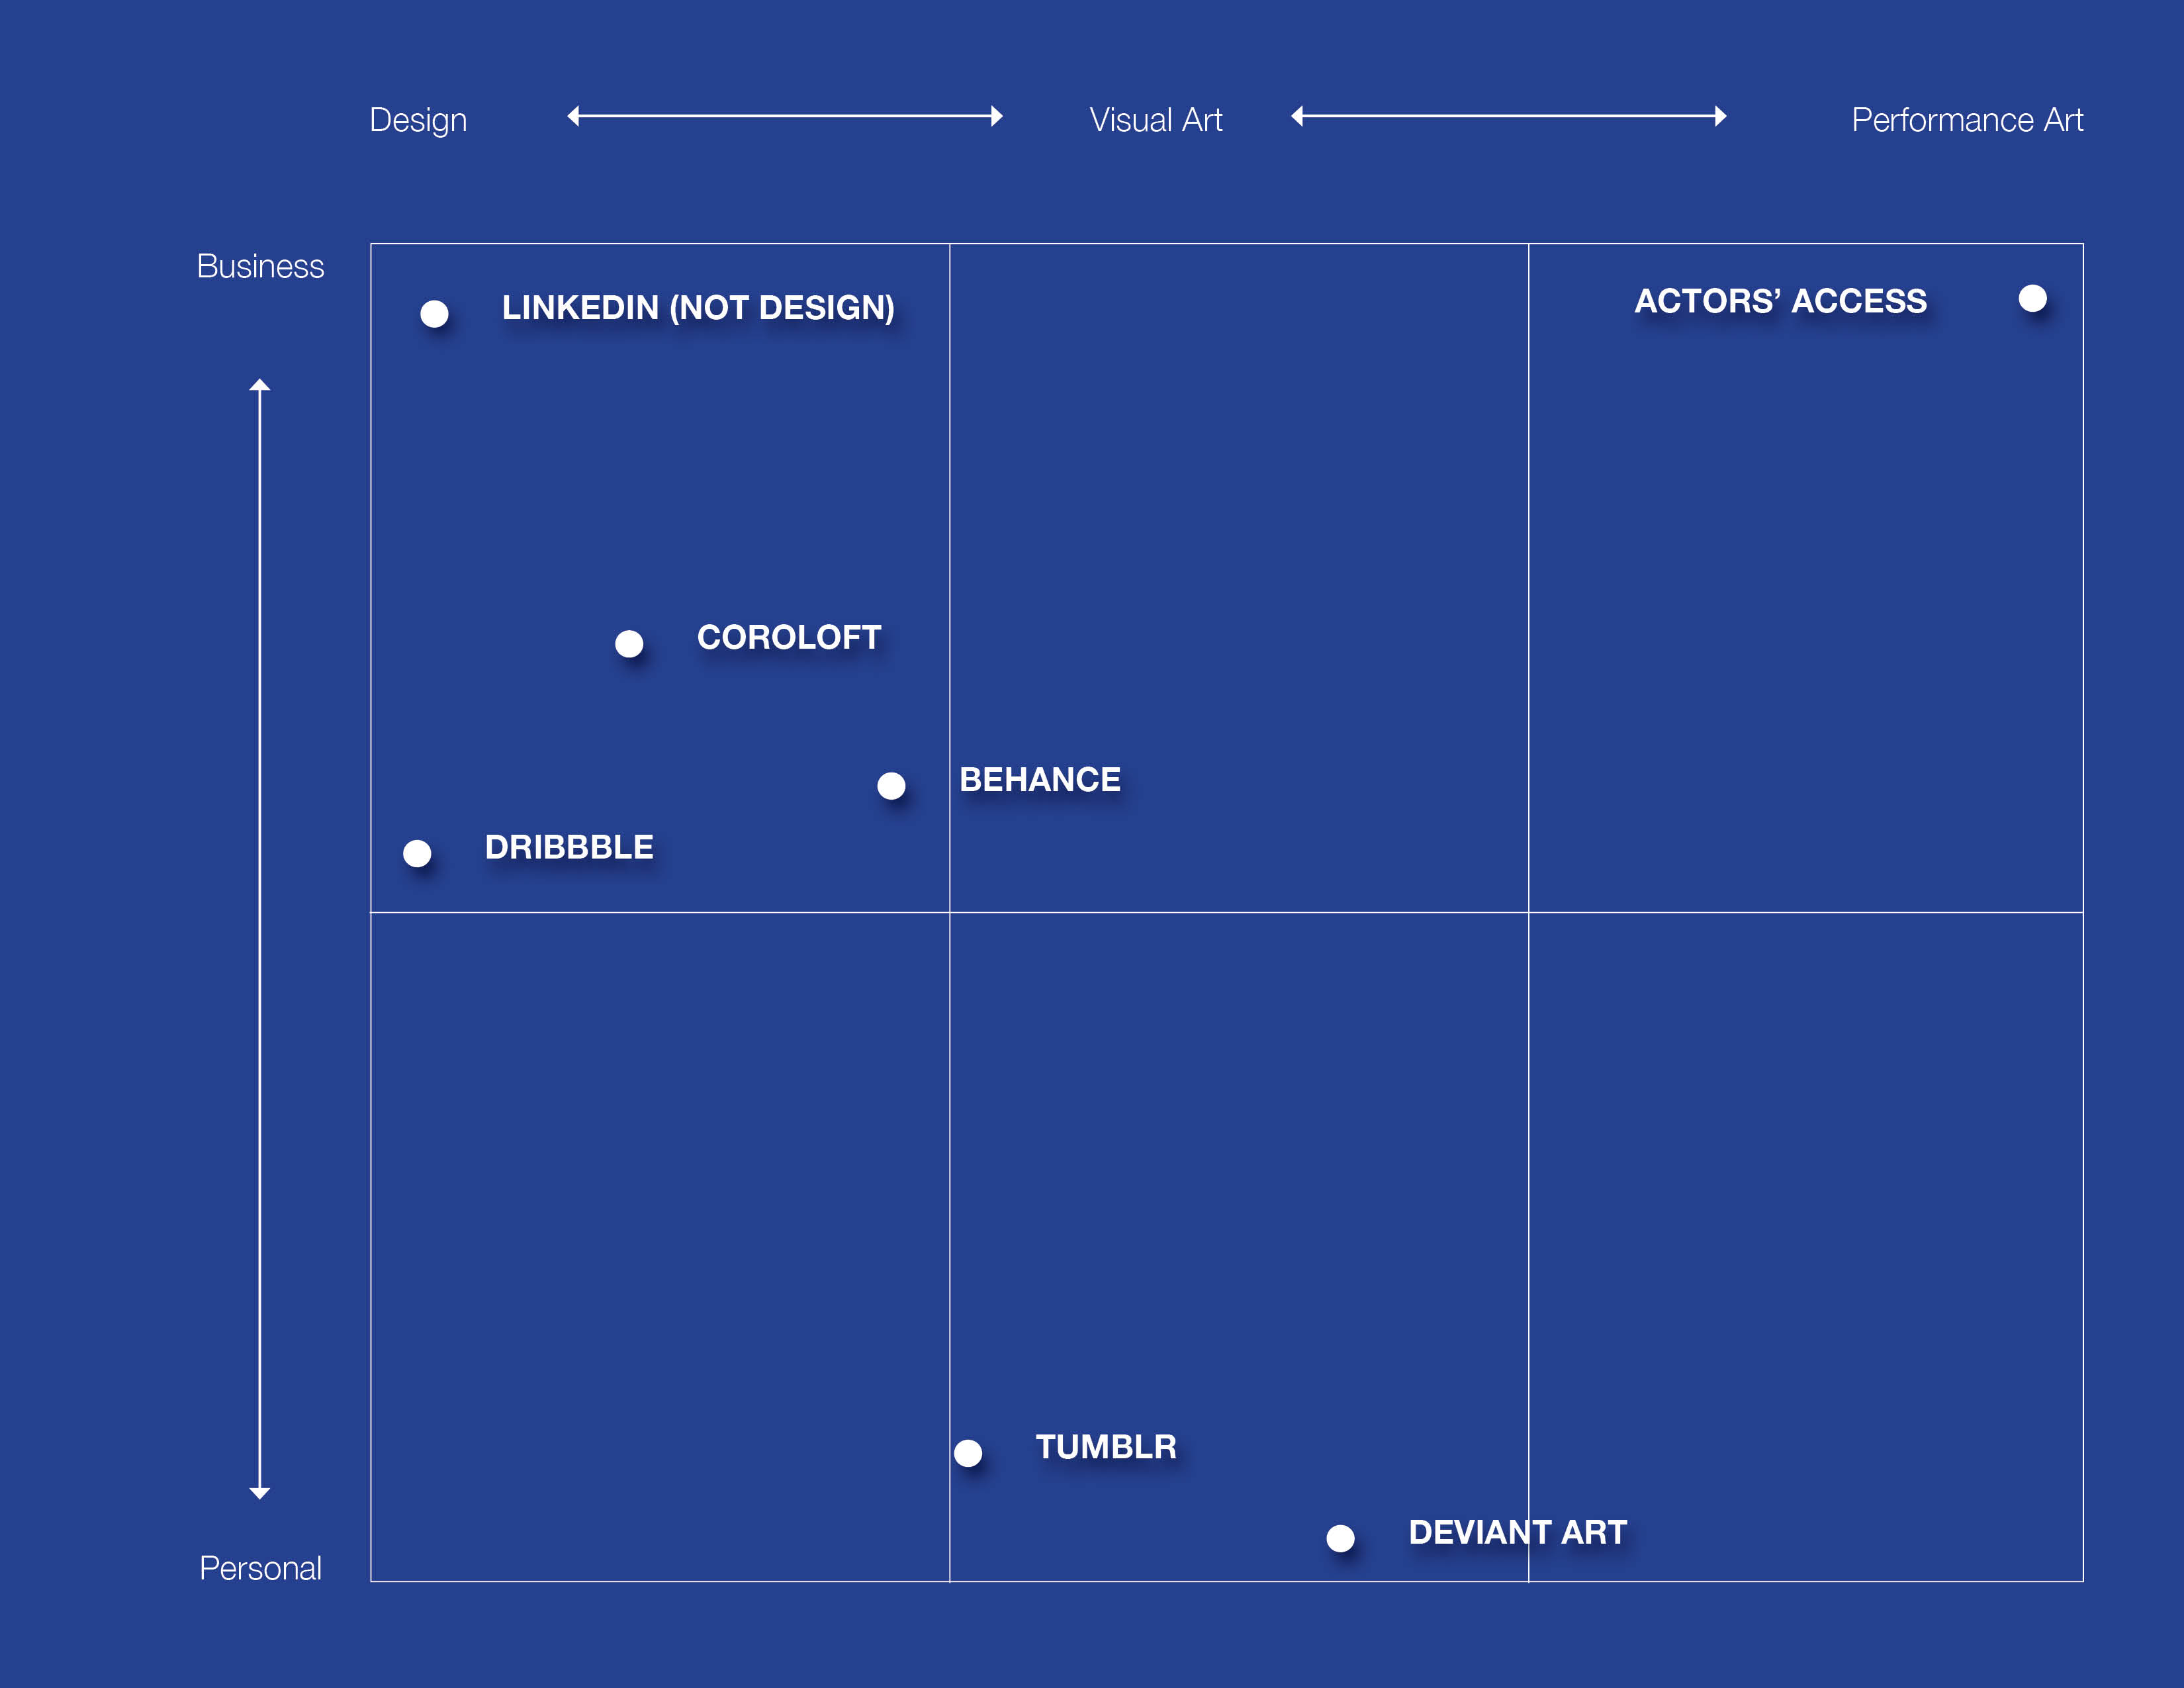 Design
Visual Art
Performance Art
Business
LINKEDIN (NOT DESIGN)
ACTORS’ ACCESS
COROLOFT
BEHANCE
DRIBBBLE
TUMBLR
DEVIANT ART
Personal